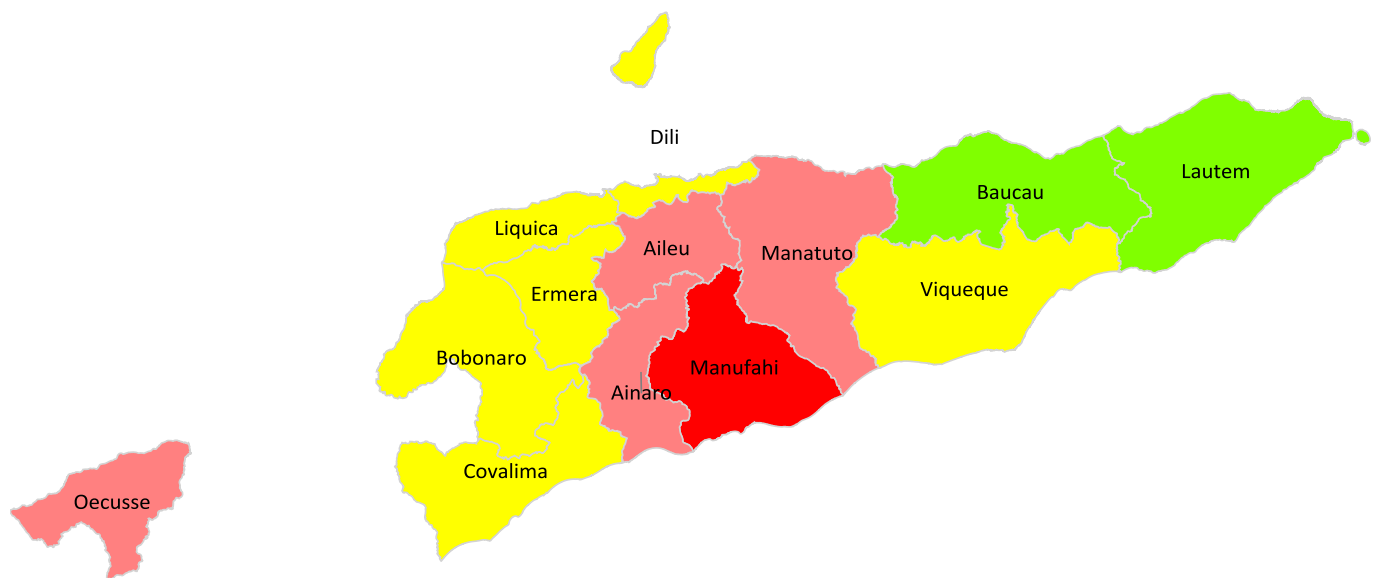 Dili
Lautem
Baucau
Liquica
Aileu
Manatuto
Viqueque
Ermera
Bobonaro
Manufahi
Ainaro
Covalima
Oecusse